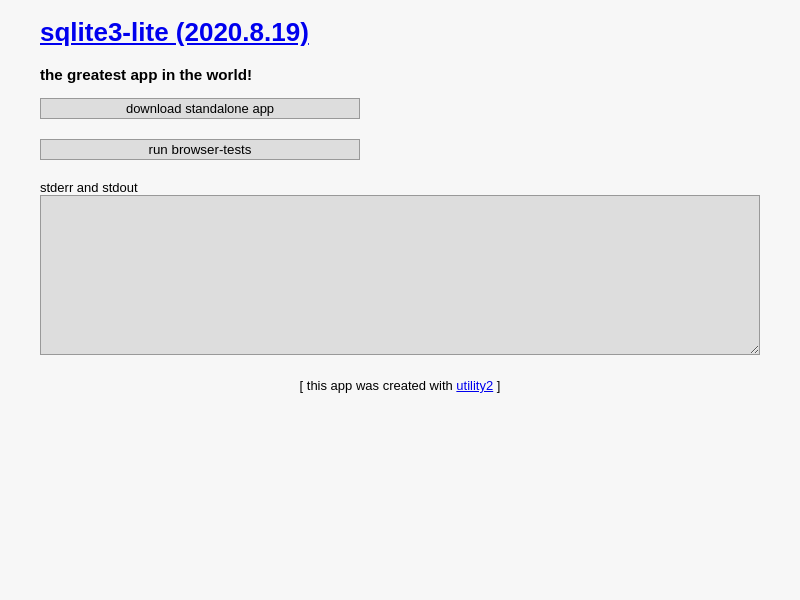 sqlite3-lite (2020.8.19)
the greatest app in the world!
download standalone app
run browser-tests
stderr and stdout
[ this app was created with utility2 ]